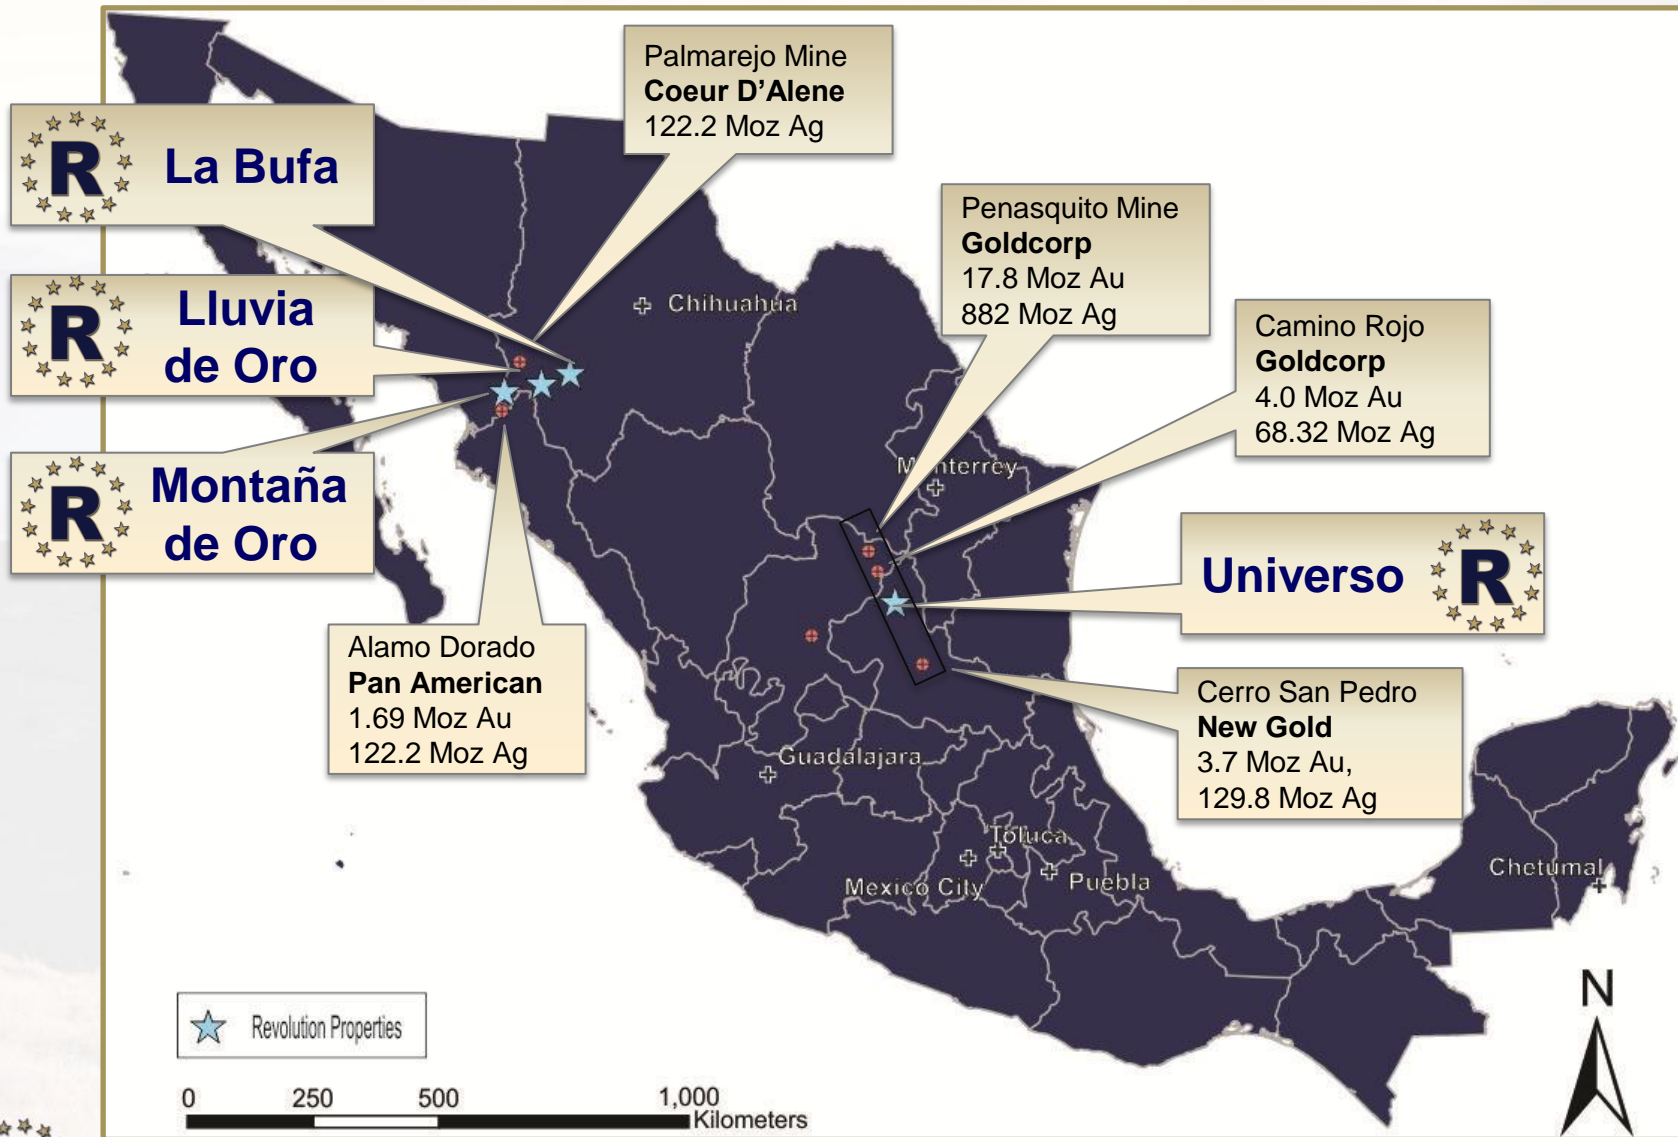 Palmarejo Mine
Coeur D'Alene
122.2 Moz Ag
R La Bufa
Penasquito Mine
Goldcorp
17.8 Moz Au
882 Moz Ag
R Lluvia
de Oro
Chihuahua
Camino Rojo
Goldcorp
4.0 Moz Au
68.32 Moz Ag
R Montaña
de Oro
Monterrey
Universo R
Alamo Dorado
Pan American
1.69 Moz Au
122.2 Moz Ag
Cerro San Pedro
New Gold
3.7 Moz Au,
129.8 Moz Ag
Guadalajara
Toluca
Mexico City
Puebla
Chetumal
N
Revolution Properties
0 250 500 1,000
Kilometers